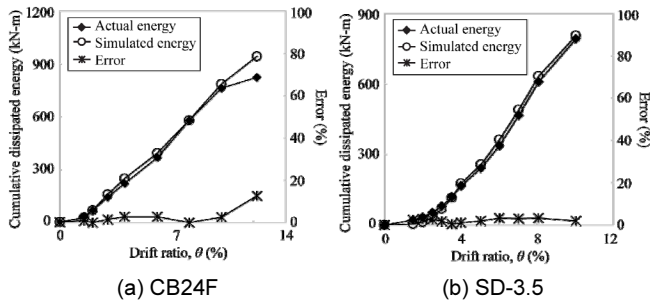 Cumulative dissipated energy (kN-m)
1200
900
600
300
0
Actual energy
Simulated energy
Error
100
80
60
40
20
0
Error (%)
0
7
14
Drift ratio, θ (%)
(a) CB24F
Cumulative dissipated energy (kN-m)
900
600
300
0
Actual energy
Simulated energy
Error
100
80
60
40
20
0
Error (%)
0
4
8
12
Drift ratio, θ (%)
(b) SD-3.5